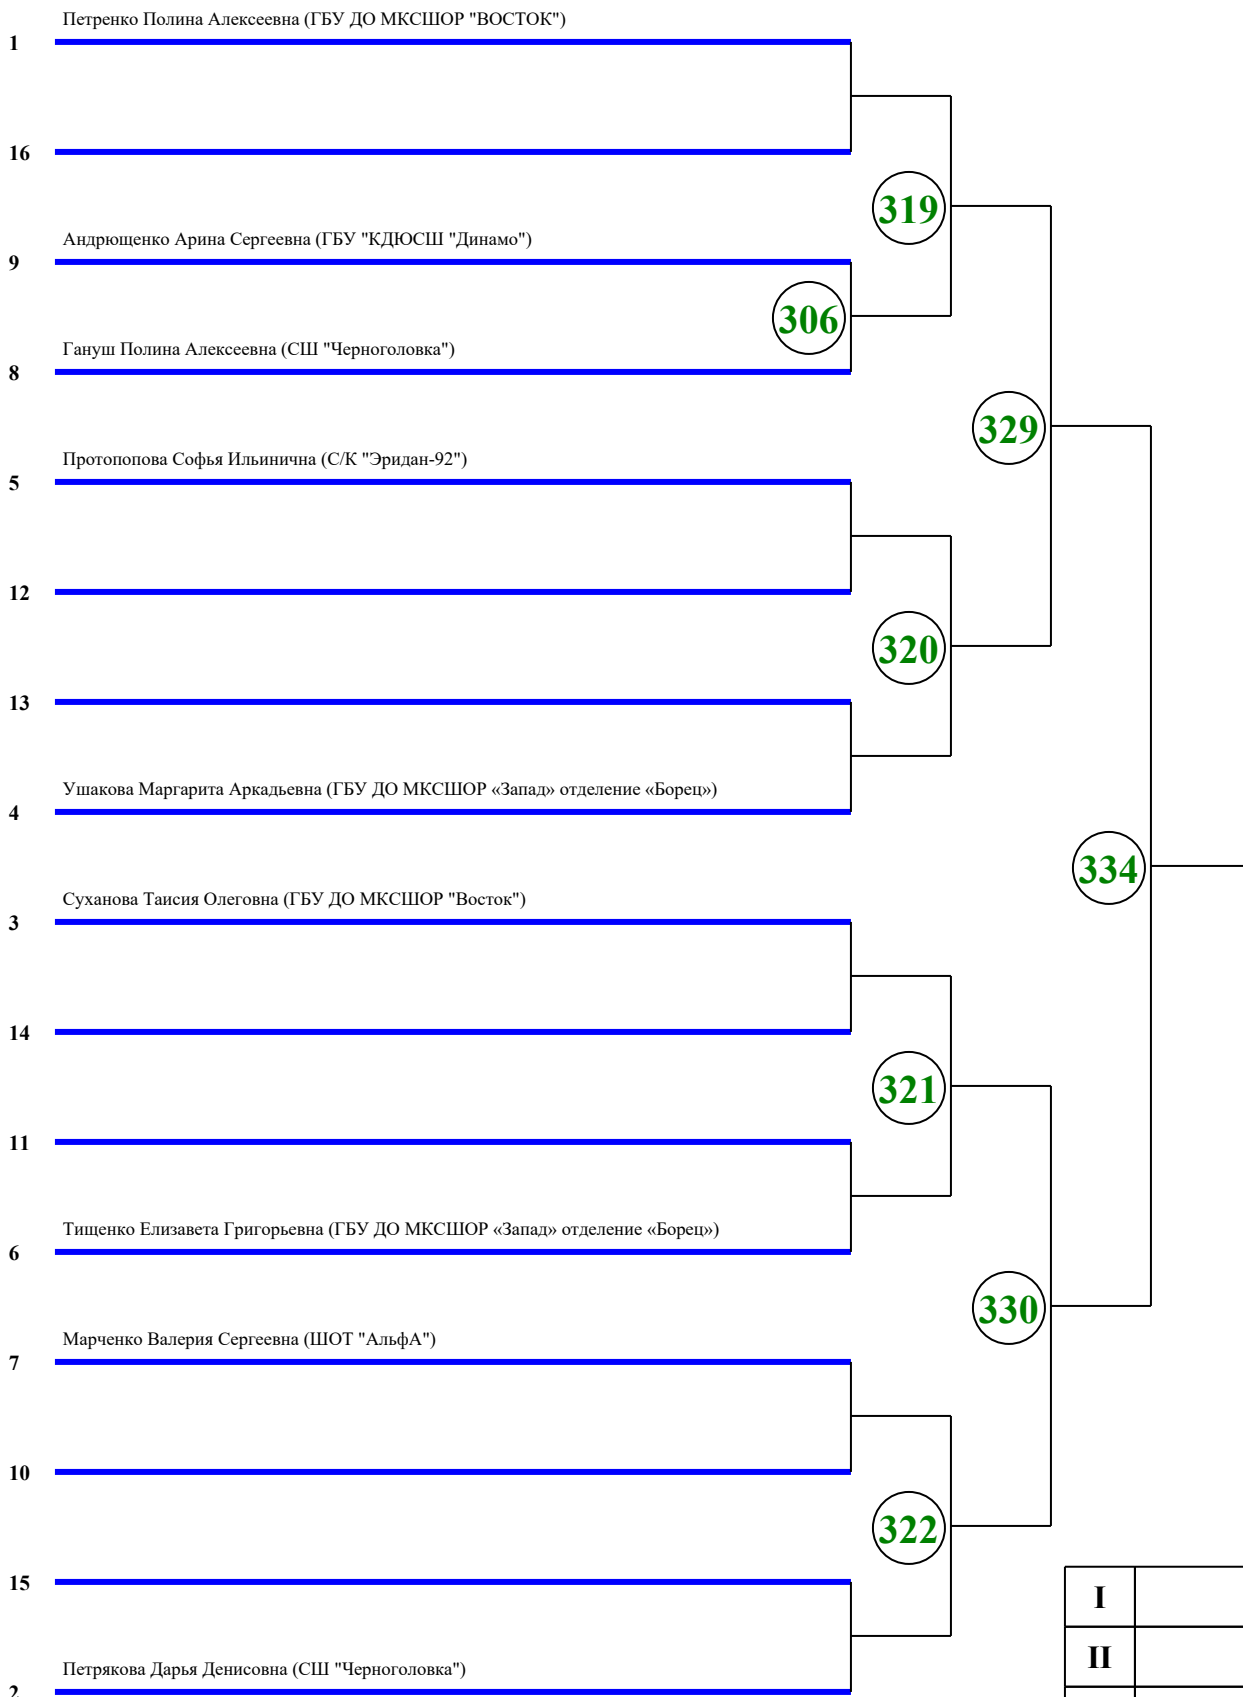 Петренко Полина Алексеевна (ГБУ ДО МКСШОР "ВОСТОК")
1
16
319
Андрющенко Арина Сергеевна (ГБУ "КДЮСШ "Динамо")
9
306
Гануш Полина Алексеевна (СШ "Черноголовка")
8
329
Протопопова Софья Ильинична (С/К "Эридан-92")
5
12
320
13
Ушакова Маргарита Аркадьевна (ГБУ ДО МКСШОР «Запад» отделение «Борец»)
4
334
Суханова Таисия Олеговна (ГБУ ДО МКСШОР "Восток")
3
14
321
11
Тищенко Елизавета Григорьевна (ГБУ ДО МКСШОР «Запад» отделение «Борец»)
6
330
Марченко Валерия Сергеевна (ШОТ "АльфА")
7
10
322
15
I
II
Петрякова Дарья Денисовна (СШ "Черноголовка")
2